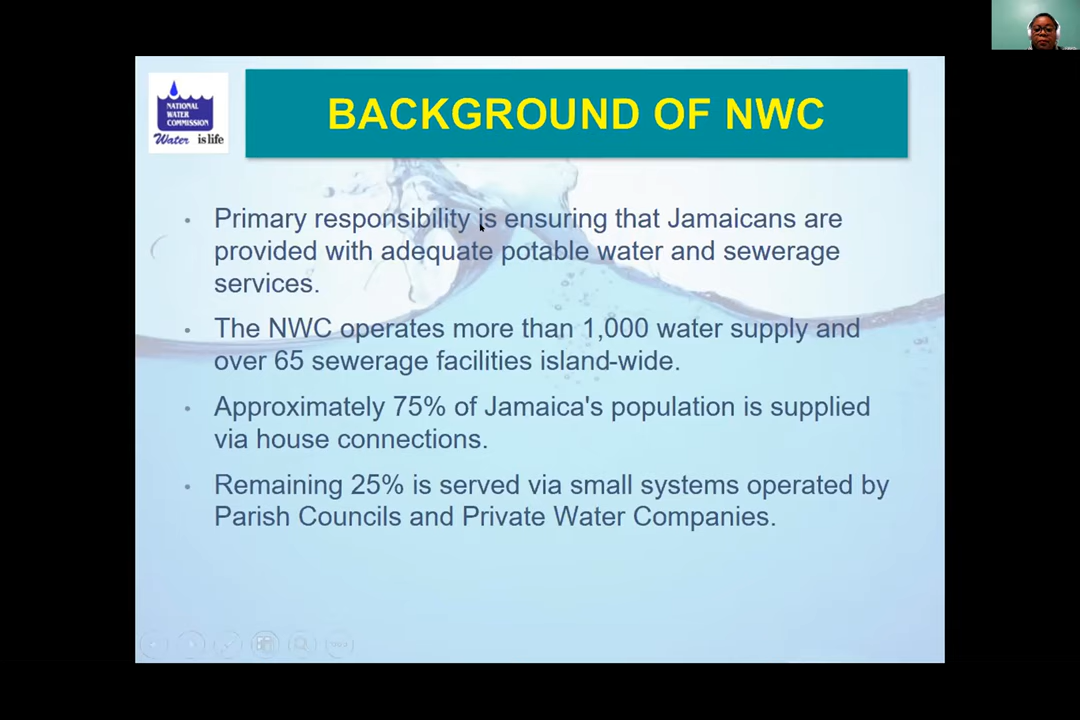 NATIONAL
WATER
COMMISSION
Water is life
BACKGROUND OF NWC
• Primary responsibility is ensuring that Jamaicans are
provided with adequate potable water and sewerage
services.
• The NWC operates more than 1,000 water supply and
over 65 sewerage facilities island-wide.
• Approximately 75% of Jamaica's population is supplied
via house connections.
• Remaining 25% is served via small systems operated by
Parish Councils and Private Water Companies.